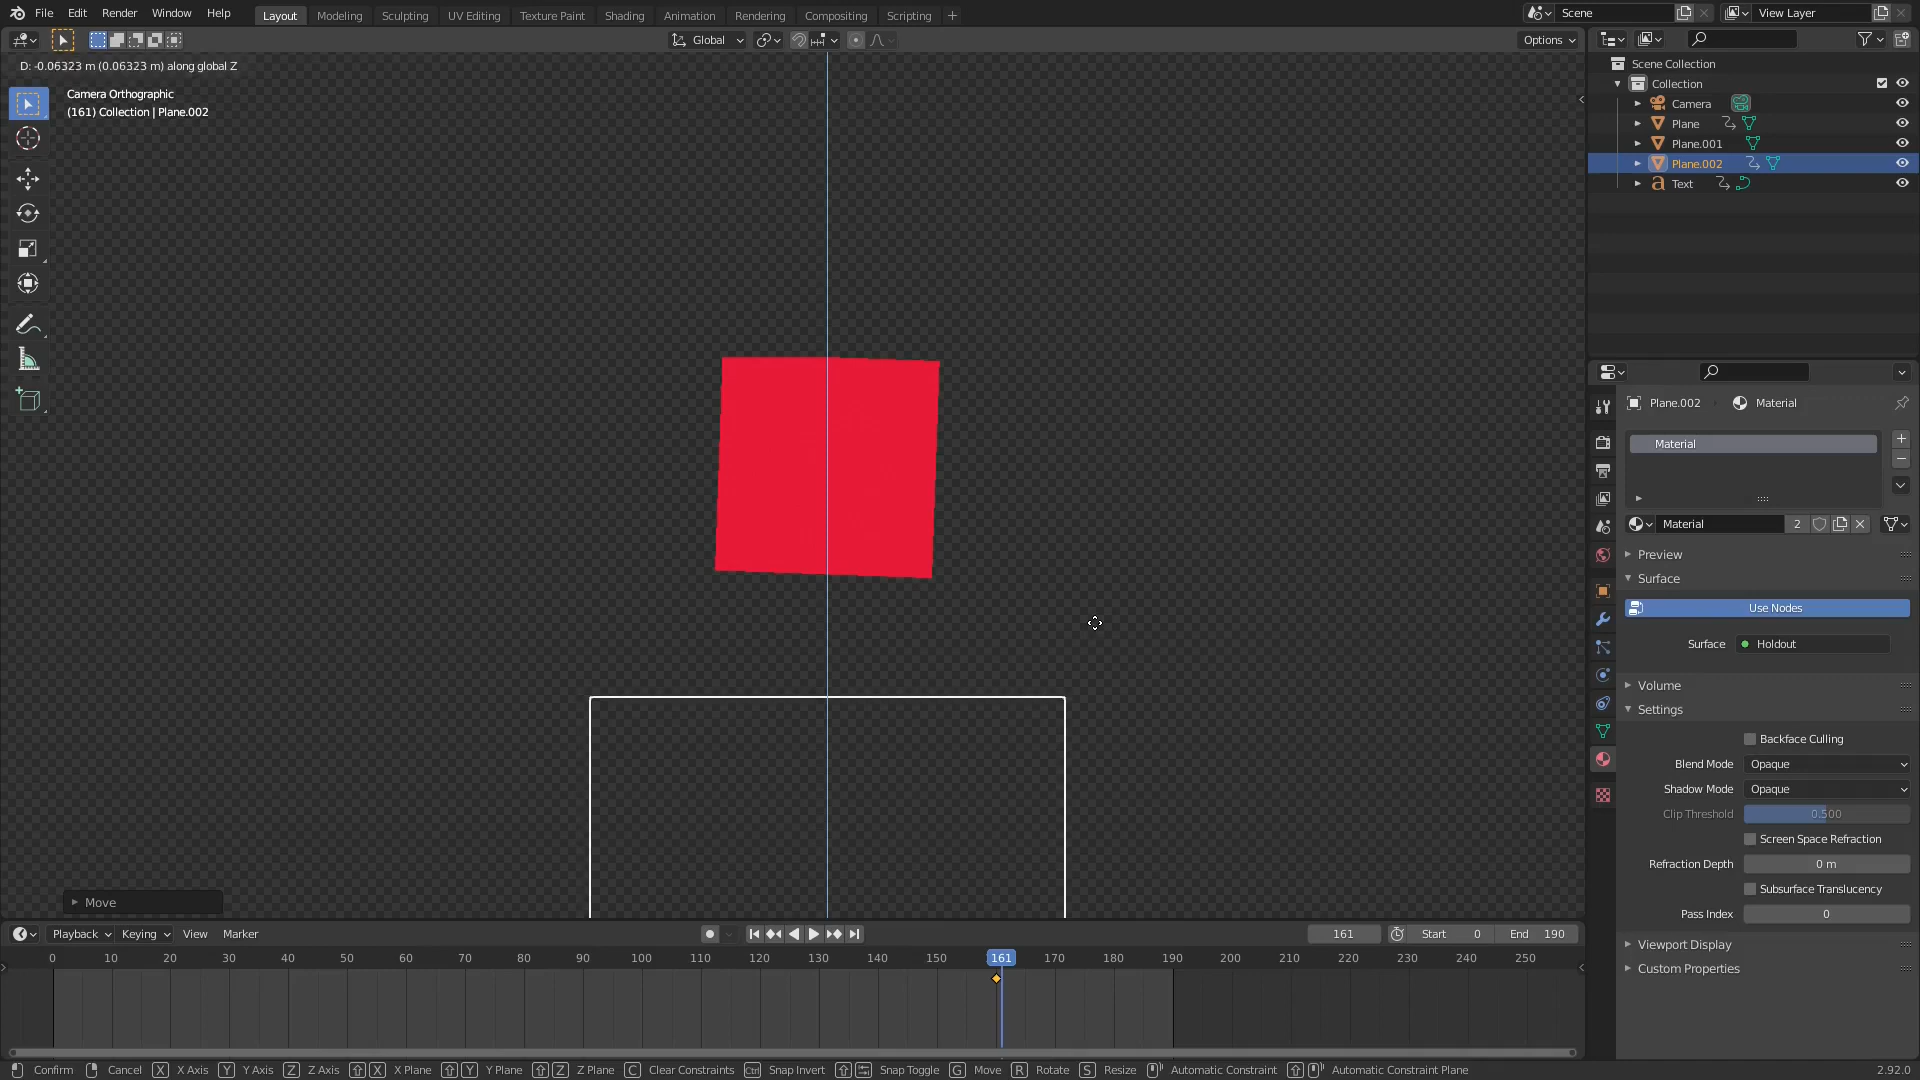 File Edit Render Window Help Layout Modeling Sculpting UV Editing Texture Paint Shading Animation Rendering Compositing Scripting + Scene View Layer
Global Options
D: -0.06323 m (0.06323 m) along global Z
Camera Orthographic
(161) Collection | Plane.002
Scene Collection
Collection
Camera
Plane
Plane.001
Plane.002
Text
Plane.002 Material
Material
Material 2
Preview
Surface
Use Nodes
Surface Holdout
Volume
Settings
Backface Culling
Blend Mode Opaque
Shadow Mode Opaque
Clip Threshold 0.500
Screen Space Refraction
Refraction Depth 0 m
Subsurface Translucency
Pass Index 0
Viewport Display
Custom Properties
Move
Playback Keying View Marker 161 Start 0 End 190
0 10 20 30 40 50 60 70 80 90 100 110 120 130 140 150 161 170 180 190 200 210 220 230 240 250
Confirm Cancel X X Axis Y Y Axis Z Z Axis X X Plane Y Y Plane Z Z Plane C Clear Constraints Ctrl Snap Invert Snap Toggle G Move R Rotate S Resize Automatic Constraint Automatic Constraint Plane 2.92.0